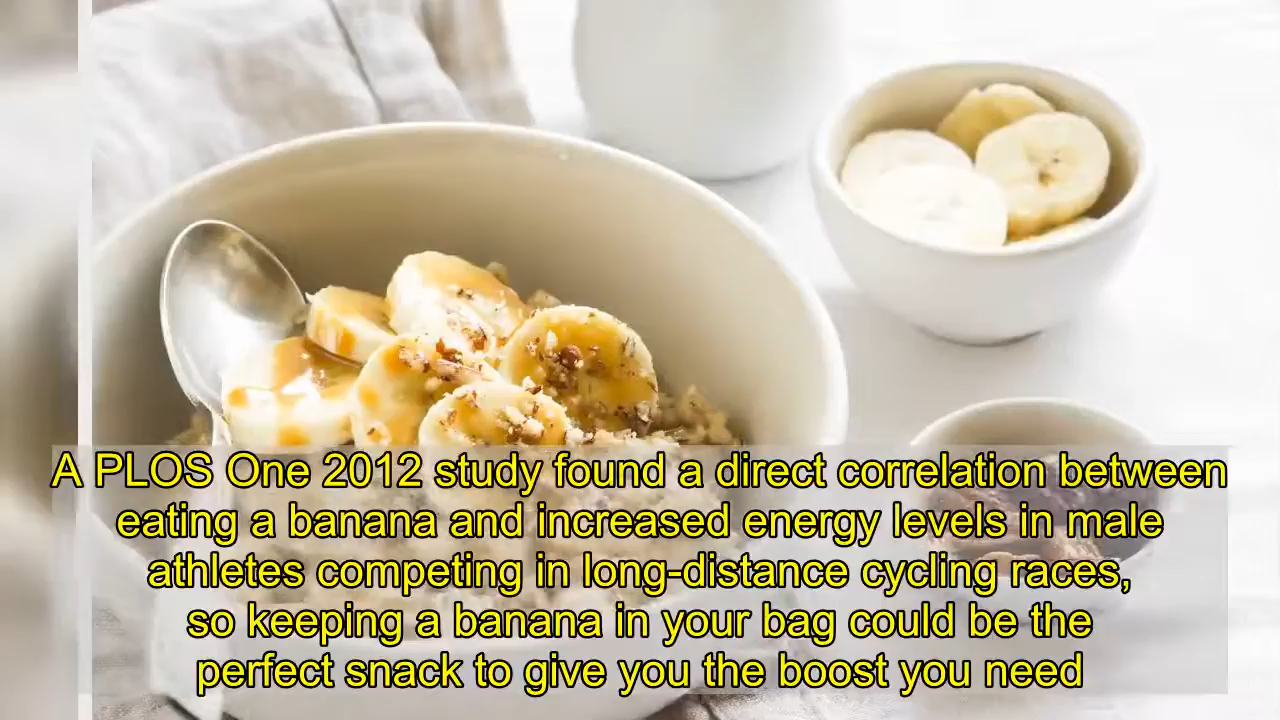 A PLOS One 2012 study found a direct correlation between
eating a banana and increased energy levels in male
athletes competing in long-distance cycling races,
so keeping a banana in your bag could be the
perfect snack to give you the boost you need